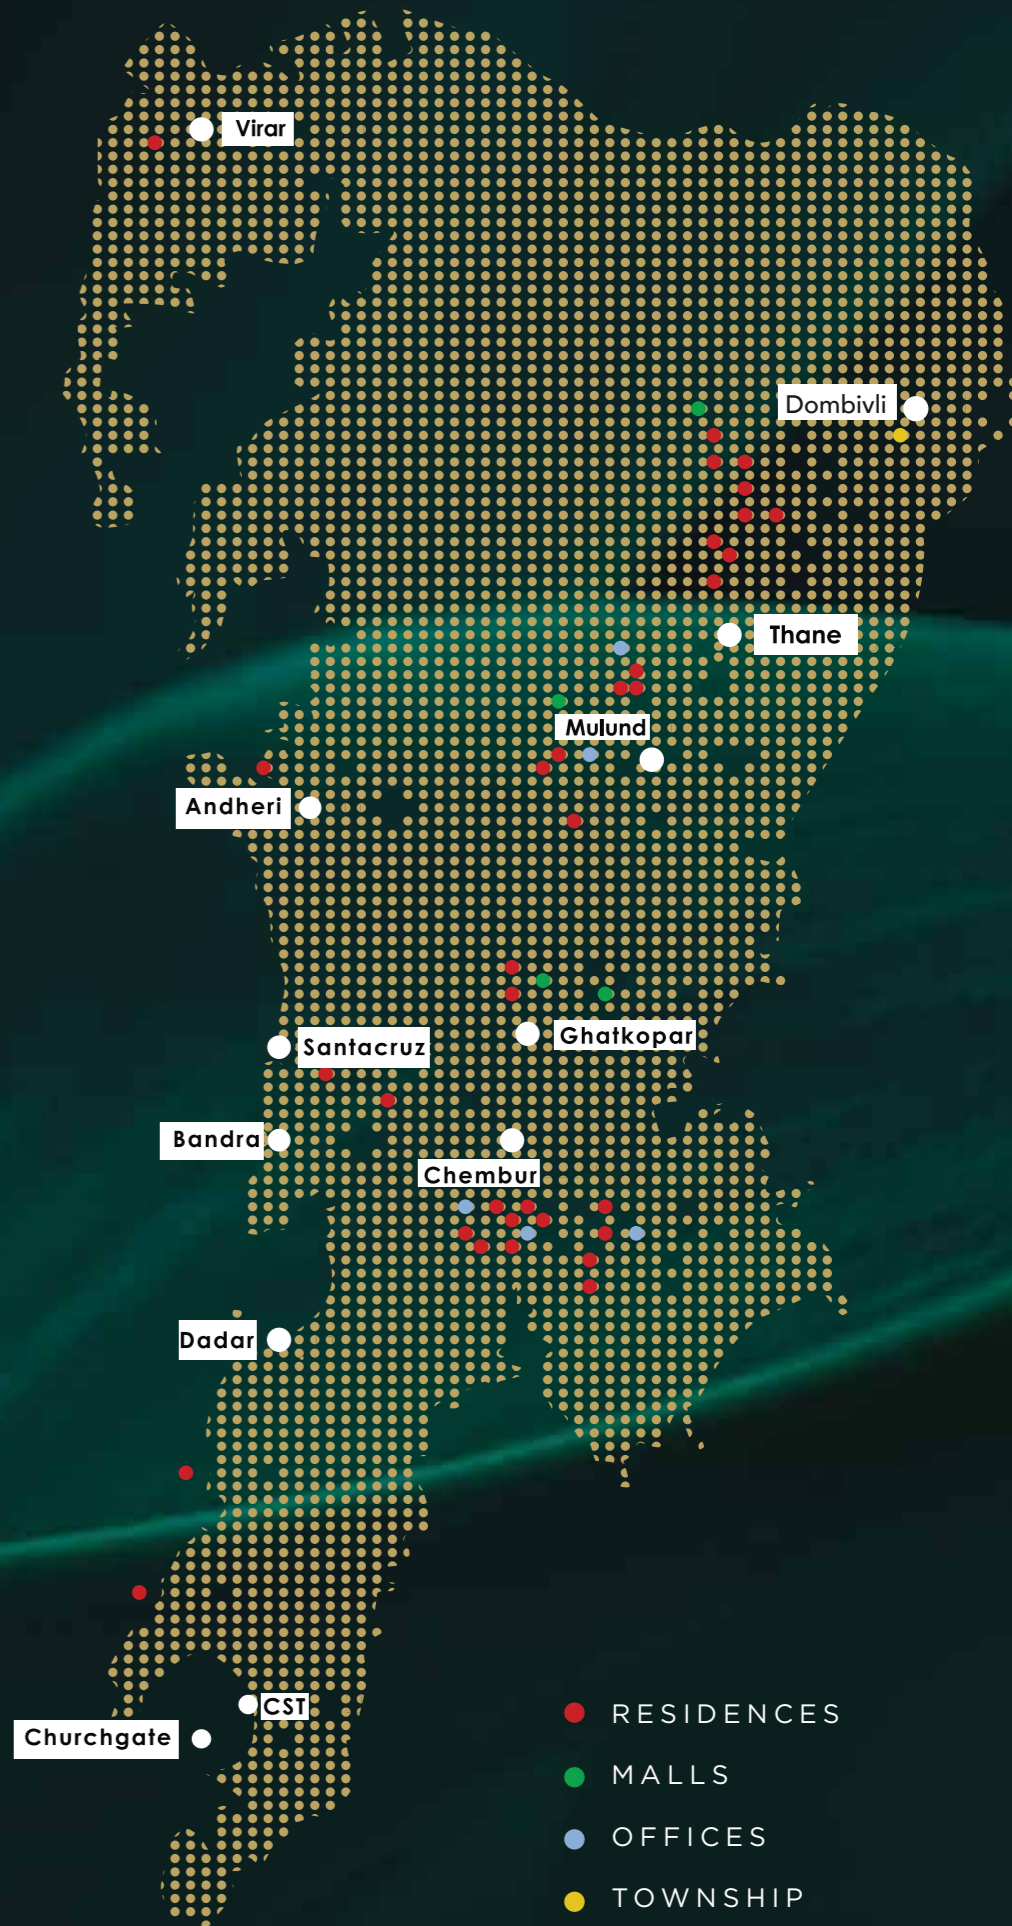 Virar
Dombivli
Thane
Mulund
Andheri
Ghatkopar
Santacruz
Bandra
Chembur
Dadar
CST
Churchgate
RESIDENCES
MALLS
OFFICES
TOWNSHIP